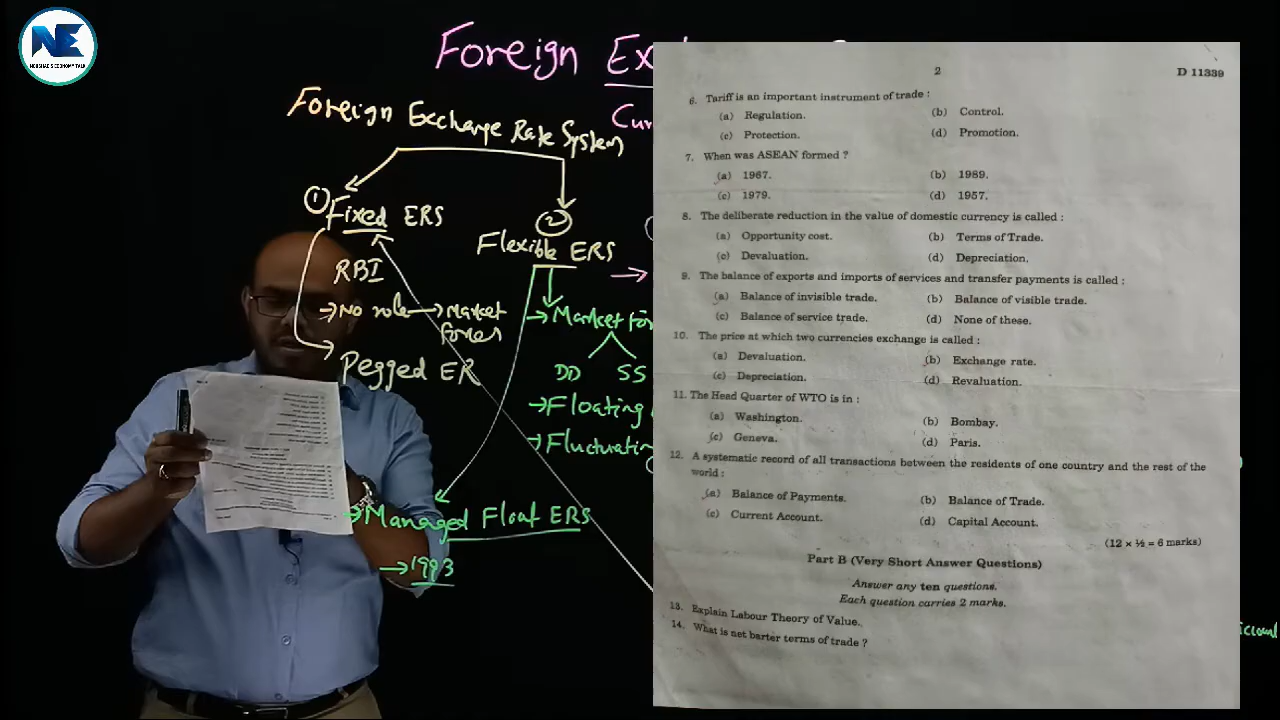 NE
NOUSHAD'S ECONOMY TALK
Foreign Ex
Foreign Exchange Rate System
Cur
① Fixed ERS
RBI
→ No role → Market
forces
Pegged ER
② Flexible ERS
→ Market for
DD SS
→ Floating
→ Fluctuatin
→ Managed Float ERS
→ 1993
2
D 11339
6. Tariff is an important instrument of trade :
(a) Regulation. (b) Control.
(c) Protection. (d) Promotion.
7. When was ASEAN formed ?
(a) 1967. (b) 1989.
(c) 1979. (d) 1957.
8. The deliberate reduction in the value of domestic currency is called :
(a) Opportunity cost. (b) Terms of Trade.
(c) Devaluation. (d) Depreciation.
9. The balance of exports and imports of services and transfer payments is called :
(a) Balance of invisible trade. (b) Balance of visible trade.
(c) Balance of service trade. (d) None of these.
10. The price at which two currencies exchange is called :
(a) Devaluation. (b) Exchange rate.
(c) Depreciation. (d) Revaluation.
11. The Head Quarter of WTO is in :
(a) Washington. (b) Bombay.
(c) Geneva. (d) Paris.
12. A systematic record of all transactions between the residents of one country and the rest of the
world :
(a) Balance of Payments. (b) Balance of Trade.
(c) Current Account. (d) Capital Account.
(12 × ½ = 6 marks)
Part B (Very Short Answer Questions)
Answer any ten questions.
Each question carries 2 marks.
13. Explain Labour Theory of Value.
14. What is net barter terms of trade ?